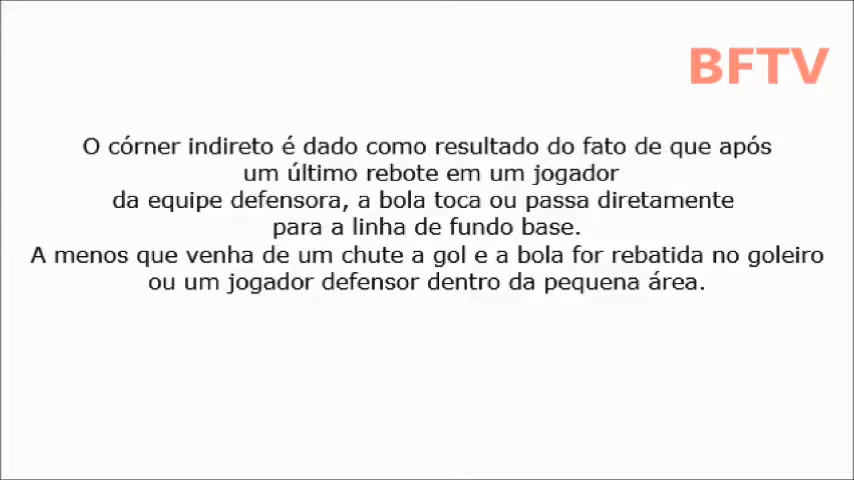 BFTV
O córner indireto é dado como resultado do fato de que após
um último rebote em um jogador
da equipe defensora, a bola toca ou passa diretamente
para a linha de fundo base.
A menos que venha de um chute a gol e a bola for rebatida no goleiro
ou um jogador defensor dentro da pequena área.